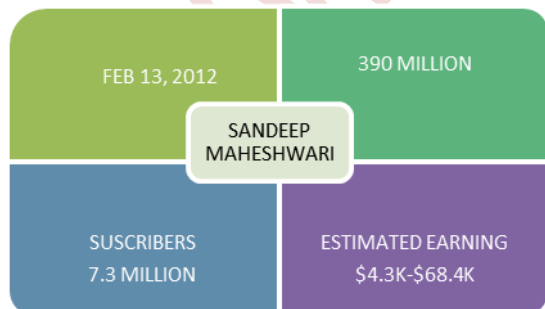 FEB 13, 2012
390 MILLION
SANDEEP
MAHESHWARI
SUSCRIBERS
7.3 MILLION
ESTIMATED EARNING
$4.3K-$68.4K